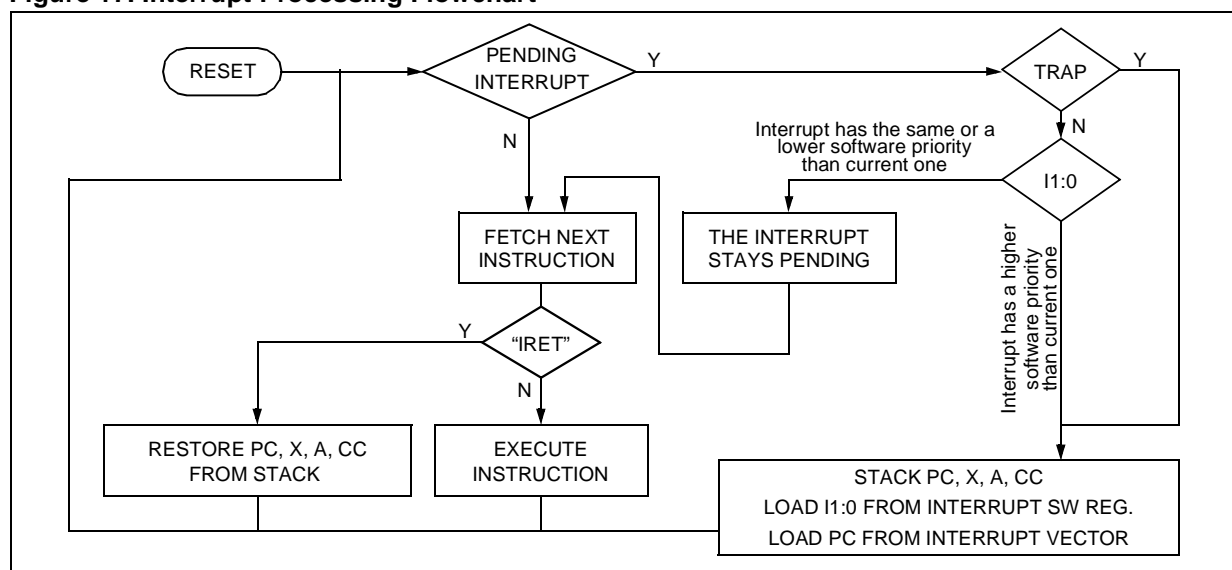 Figure 17. Interrupt Processing Flowchart
RESET
PENDING
INTERRUPT
Y
TRAP
Y
N
N
Interrupt has the same or a
lower software priority
than current one
I1:0
FETCH NEXT
INSTRUCTION
THE INTERRUPT
STAYS PENDING
Interrupt has a higher
software priority
than current one
Y
“IRET”
N
RESTORE PC, X, A, CC
FROM STACK
EXECUTE
INSTRUCTION
STACK PC, X, A, CC
LOAD I1:0 FROM INTERRUPT SW REG.
LOAD PC FROM INTERRUPT VECTOR